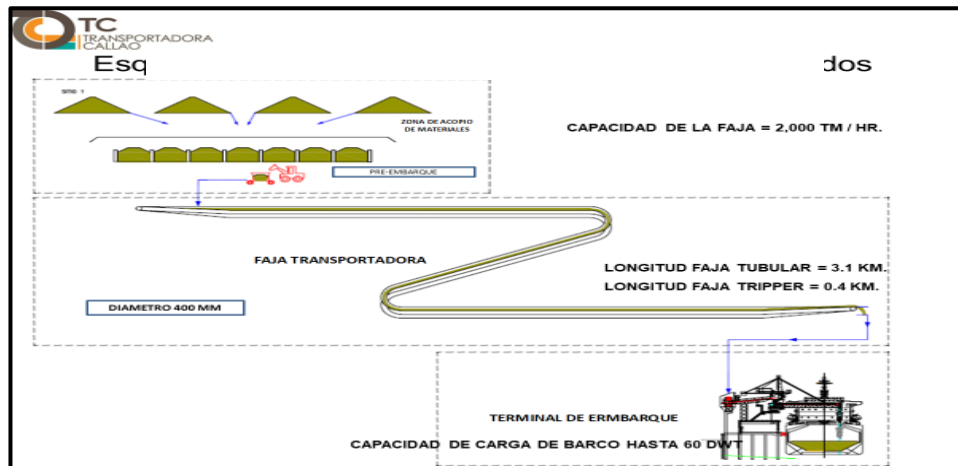 TC
TRANSPORTADORA
CALLAO
Esq dos
SITIO 1
ZONA DE ACOPIO
DE MATERIALES
CAPACIDAD DE LA FAJA = 2,000 TM / HR.
PRE-EMBARQUE
FAJA TRANSPORTADORA
LONGITUD FAJA TUBULAR = 3.1 KM.
LONGITUD FAJA TRIPPER = 0.4 KM.
DIAMETRO 400 MM
TERMINAL DE ERMBARQUE
CAPACIDAD DE CARGA DE BARCO HASTA 60 DWT